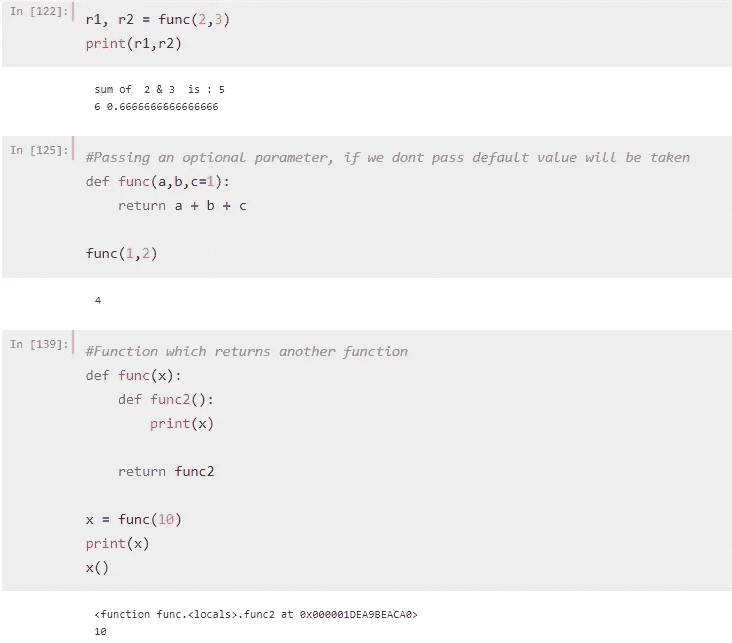 In [122]: r1, r2 = func(2,3)
print(r1,r2)
sum of  2 & 3  is : 5
6 0.6666666666666666
In [125]: #Passing an optional parameter, if we dont pass default value will be taken
def func(a,b,c=1):
    return a + b + c
func(1,2)
4
In [139]: #Function which returns another function
def func(x):
    def func2():
        print(x)
    return func2
x = func(10)
print(x)
x()
<function func.<locals>.func2 at 0x000001DEA9BEACA0>
10